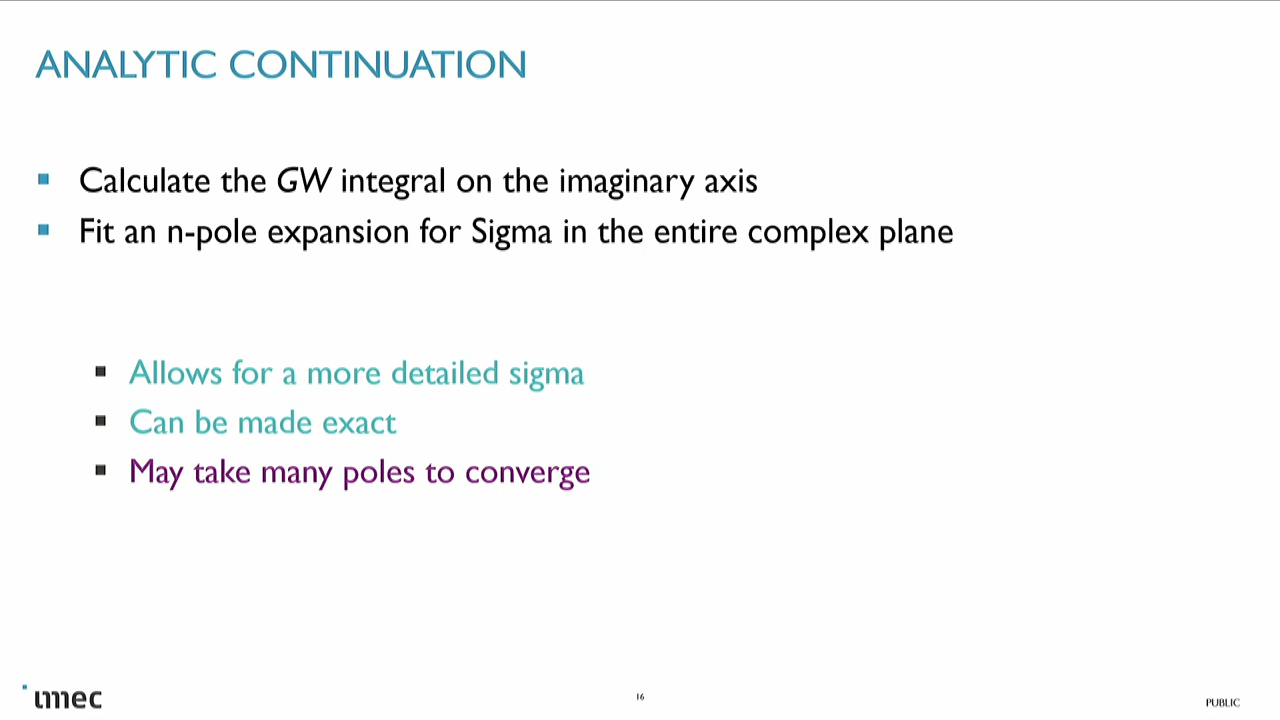 ANALYTIC CONTINUATION
Calculate the GW integral on the imaginary axis
Fit an n-pole expansion for Sigma in the entire complex plane
Allows for a more detailed sigma
Can be made exact
May take many poles to converge
imec
16
PUBLIC